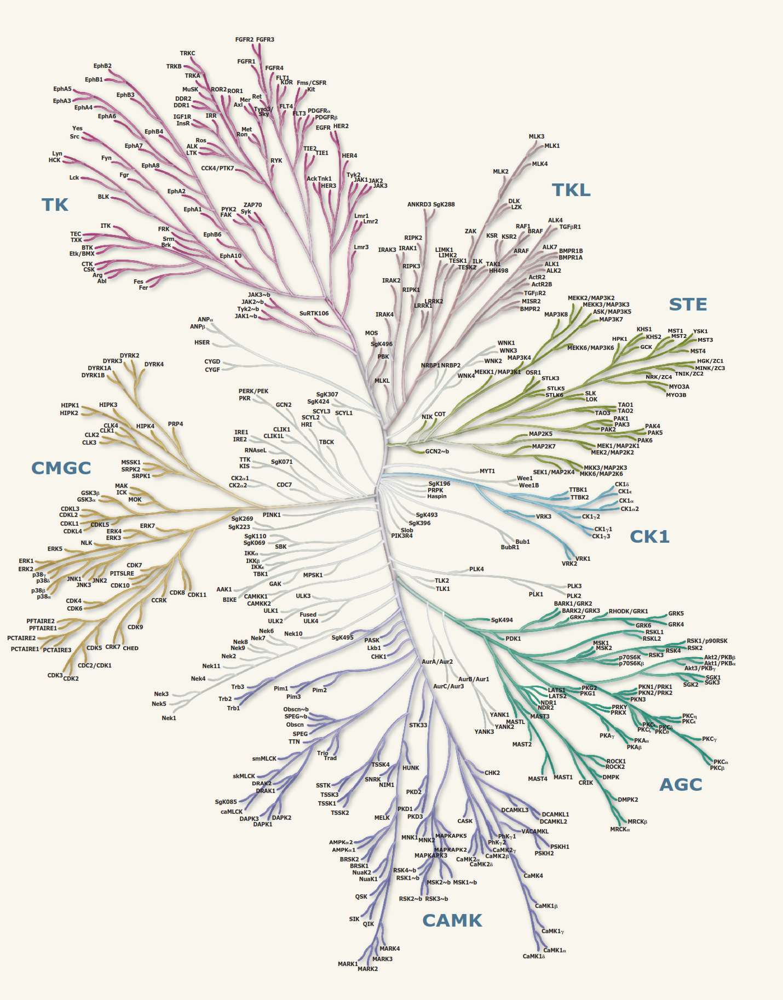 FGFR2 FGFR3
TRKC
FGFR1
TRKB
EphB2
FGFR4
TRKA
FLT1
EphB1
KDR
Fms/CSFR
EphA5
MuSK
ROR2
ROR1
Kit
EphB3
DDR2
Mer
Ret
EphA3
DDR1
Axl
EphA4
Tyro3/
Sky
FLT4
FLT3
PDGFRα
EphA6
IGF1R
IRR
PDGFRβ
InsR
Yes
EphB4
Met
Ron
EGFR
HER2
Src
Ros
EphA7
ALK
LTK
TIE2
TIE1
Lyn
HCK
Fyn
HER4
EphA8
CCK4/PTK7
RYK
Lck
Fgr
Ack
Tnk1
Tyk2
JAK1
JAK2
HER3
JAK3
BLK
EphA2
TK
EphA1
PYK2
ZAP70
FAK
Syk
Lmr1
Lmr2
ITK
FRK
TEC
TXK
Srm
EphB6
Brk
BTK
Etk/BMX
Lmr3
EphA10
CTK
CSK
Arg
Abl
Fes
Fer
JAK3~b
JAK2~b
Tyk2~b
JAK1~b
SuRTK106
MLK3
MLK1
MLK4
MLK2
TKL
DLK
LZK
ANKRD3 SgK288
ALK4
TGFβR1
RAF1
BRAF
ZAK
KSR
KSR2
RIPK2
IRAK3
IRAK1
LIMK1
LIMK2
ARAF
ALK7
BMPR1B
BMPR1A
TESK1
TESK2
ILK
TAK1
HH498
ALK1
ALK2
RIPK3
IRAK2
ActR2
ActR2B
RIPK1
TGFβR2
LRRK2
LRRK1
MISR2
BMPR2
IRAK4
MOS
SgK496
PBK
MLKL
STE
MEKK2/MAP3K2
MEKK3/MAP3K3
ASK/MAP3K5
MAP3K8
MAP3K7
KHS1
MST1
YSK1
HPK1
KHS2
MST2
MST3
WNK1
GCK
MEKK6/MAP3K6
WNK3
MST4
MAP3K4
WNK2
NRBP1
NRBP2
HGK/ZC1
MINK/ZC3
MEKK1/MAP3K1
OSR1
TNIK/ZC2
WNK4
NRK/ZC4
STLK3
MYO3A
STLK5
STLK6
SLK
LOK
MYO3B
TAO1
TAO2
TAO3
NIK
COT
PAK1
PAK3
PAK4
PAK2
PAK5
MAP2K5
PAK6
MAP2K7
MEK1/MAP2K1
GCN2~b
MEK2/MAP2K2
MKK3/MAP2K3
SEK1/MAP2K4
MKK6/MAP2K6
ANPα
ANPβ
HSER
CYGD
CYGF
DYRK2
DYRK3
DYRK4
DYRK1A
DYRK1B
PERK/PEK
SgK307
PKR
SgK424
HIPK1
HIPK3
GCN2
SCYL3
SCYL1
HIPK2
SCYL2
CLK4
HIPK4
PRP4
HRI
CLK1
CLIK1
CLK2
IRE1
CLIK1L
CLK3
IRE2
TBCK
RNAseL
MSSK1
TTK
SgK071
CMGC
SRPK2
KIS
SRPK1
CK2α1
MAK
CK2α2
CDC7
GSK3β
ICK
GSK3α
MOK
CDKL3
CDKL2
PINK1
SgK269
CDKL1
CDKL5
SgK223
CDKL4
ERK4
ERK7
ERK3
SgK110
NLK
SgK069
SBK
ERK5
IKKα
ERK1
IKKβ
ERK2
CDK7
IKKε
p38γ
PITSLRE
TBK1
p38δ
JNK1
JNK2
MPSK1
JNK3
CDK10
GAK
p38β
AAK1
p38α
CDK8
CDK11
BIKE
CAMKK1
ULK3
CDK4
CCRK
CAMKK2
CDK6
ULK1
Fused
PFTAIRE2
ULK2
ULK4
PFTAIRE1
CDK9
Nek6
Nek10
PCTAIRE2
Nek7
SgK495
PCTAIRE1
PCTAIRE3
CDK5
CRK7
CHED
Nek8
Nek9
Nek2
CDC2/CDK1
Nek11
CDK3
CDK2
Nek4
MYT1
Wee1
Wee1B
SgK196
PRPK
Haspin
TTBK1
TTBK2
CK1δ
CK1ε
CK1α
CK1α2
SgK493
VRK3
CK1γ2
SgK396
Slob
CK1γ1
PIK3R4
CK1γ3
CK1
Bub1
BubR1
VRK1
VRK2
PLK4
TLK2
TLK1
PLK3
PLK1
PLK2
BARK1/GRK2
BARK2/GRK3
RHODK/GRK1
GRK5
SgK494
GRK7
GRK6
GRK4
PDK1
RSKL1
RSKL2
MSK1
RSK1/p90RSK
MSK2
RSK4
RSK2
RSK3
p70S6K
Akt2/PKBβ
p70S6Kβ
Akt1/PKBα
Akt3/PKBγ
SGK1
SGK2
SGK3
PASK
Lkb1
CHK1
AurA/Aur2
AurB/Aur1
AurC/Aur3
LATS1
PKG2
PKN1/PRK1
LATS2
PKG1
PKN2/PRK2
PKN3
NDR1
NDR2
PRKY
PRKX
YANK1
MAST3
MASTL
YANK2
YANK3
PKCη
PKCε
PKCι
PKCδ
PKCζ
PKCθ
PKAγ
PKCγ
PKAα
MAST2
PKAβ
ROCK1
PKCα
ROCK2
PKCβ
MAST4
MAST1
DMPK
CRIK
AGC
DMPK2
MRCKβ
MRCKα
Nek3
Nek5
Nek1
Trb3
Pim1
Pim2
Trb2
Pim3
Trb1
Obscn~b
SPEG~b
Obscn
STK33
SPEG
TTN
Trio
Trad
smMLCK
TSSK4
HUNK
skMLCK
SNRK
CHK2
DRAK2
SSTK
NIM1
DRAK1
TSSK3
PKD2
SgK085
TSSK1
PKD1
caMLCK
TSSK2
PKD3
DCAMKL3
DCAMKL1
DAPK3
DAPK2
MELK
DCAMKL2
DAPK1
CASK
VACAMKL
AMPKα2
MNK1
MNK2
MAPKAPK5
PhKγ1
AMPKα1
PhKγ2
PSKH1
MAPKAPK2
CaMK2γ
PSKH2
BRSK2
MAPKAPK3
CaMK2β
BRSK1
CaMK2α
CaMK2δ
NuaK2
RSK4~b
NuaK1
RSK1~b
CaMK4
MSK2~b
MSK1~b
QSK
RSK2~b
RSK3~b
CaMK1β
SIK
QIK
CAMK
CaMK1γ
MARK4
CaMK1α
MARK3
CaMK1δ
MARK1
MARK2